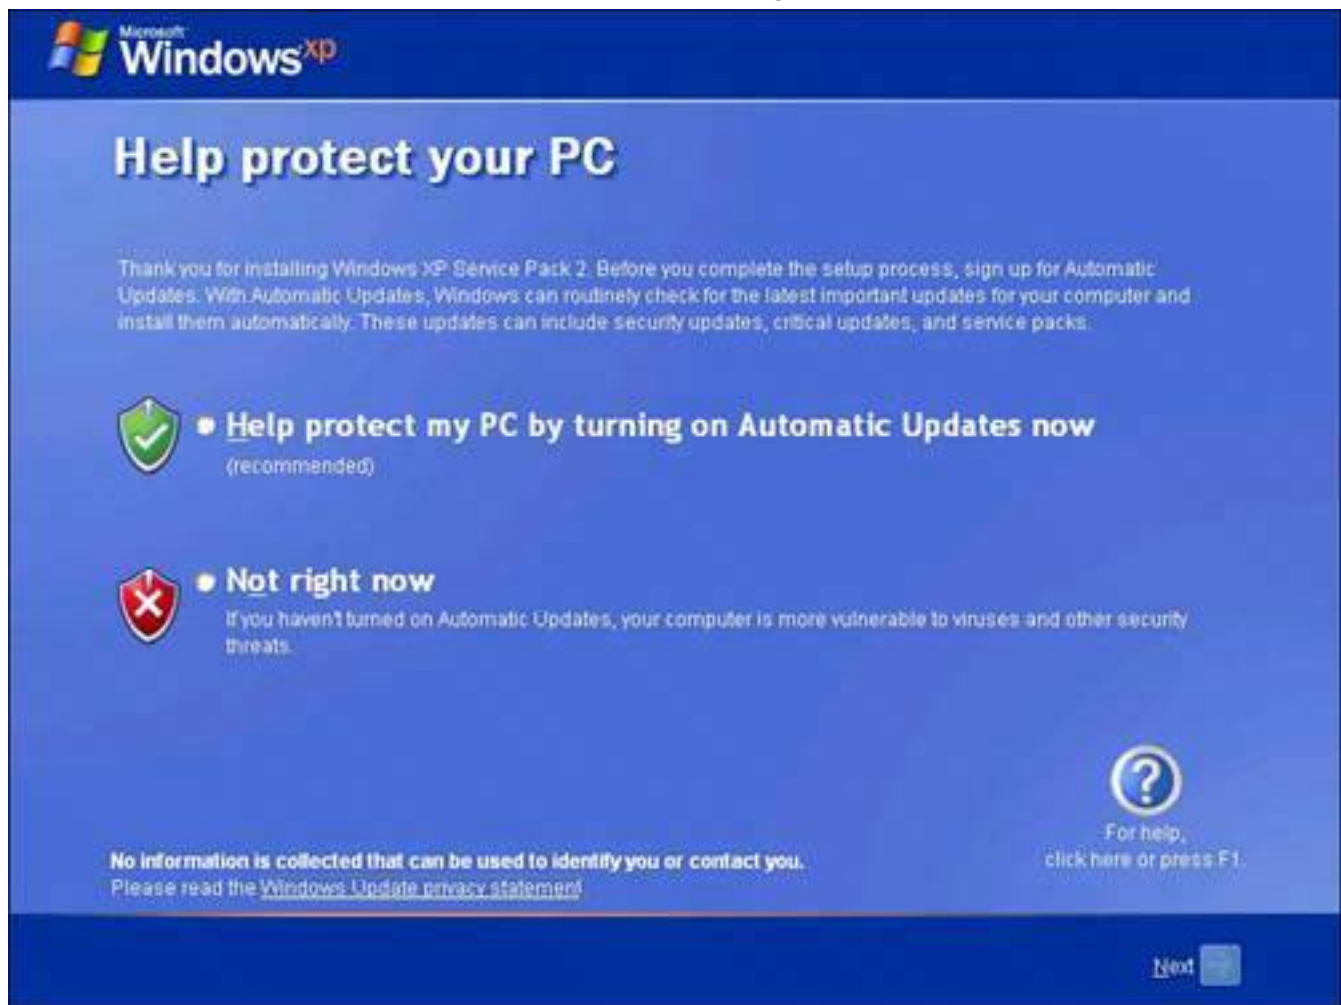 Microsoft
Windows xp
Help protect your PC
Thank you for installing Windows XP Service Pack 2. Before you complete the setup process, sign up for Automatic
Updates. With Automatic Updates, Windows can routinely check for the latest important updates for your computer and
install them automatically. These updates can include security updates, critical updates, and service packs.
Help protect my PC by turning on Automatic Updates now
(recommended)
Not right now
If you haven't turned on Automatic Updates, your computer is more vulnerable to viruses and other security
threats.
For help,
click here or press F1.
No information is collected that can be used to identify you or contact you.
Please read the Windows Update privacy statement
Next